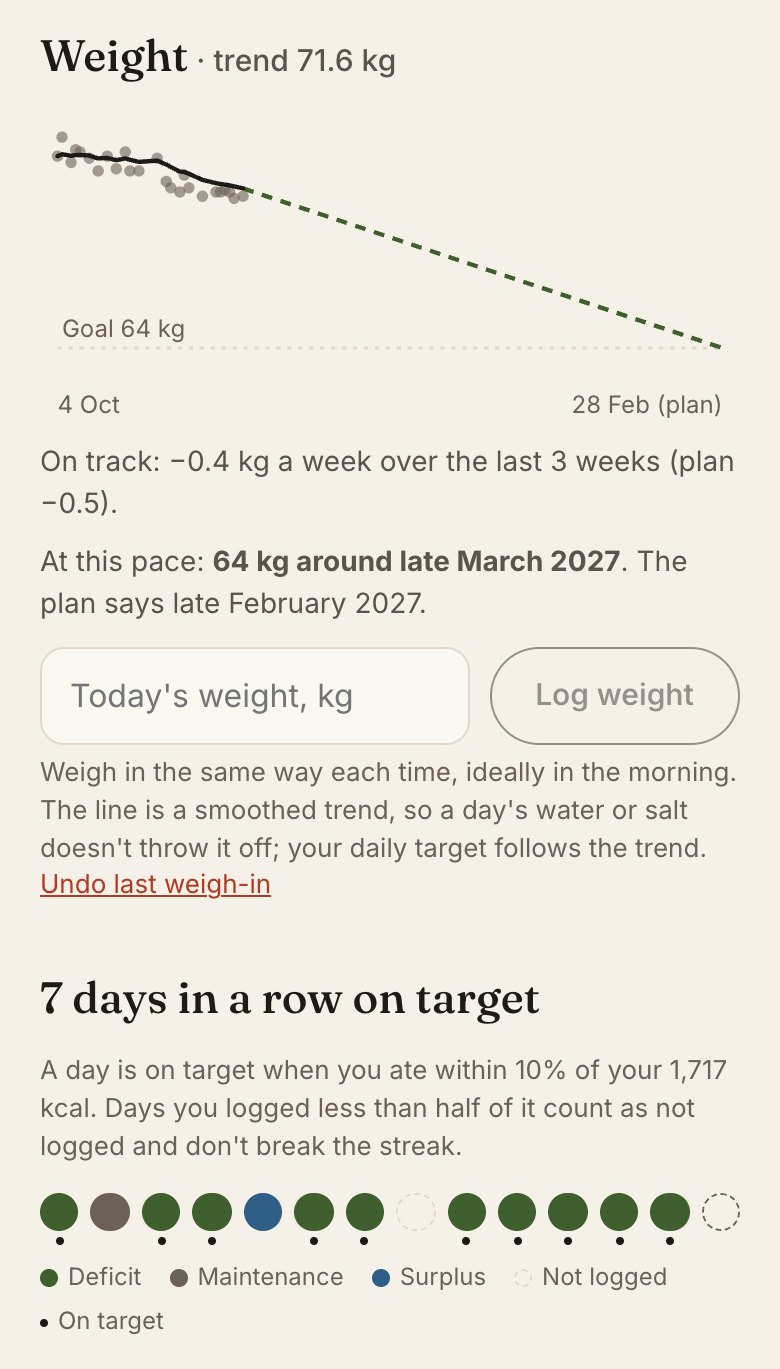 Weight · trend 71.6 kg
Goal 64 kg
4 Oct
28 Feb (plan)
On track: −0.4 kg a week over the last 3 weeks (plan
−0.5).
At this pace: 64 kg around late March 2027. The
plan says late February 2027.
Today's weight, kg
Log weight
Weigh in the same way each time, ideally in the morning.
The line is a smoothed trend, so a day's water or salt
doesn't throw it off; your daily target follows the trend.
Undo last weigh-in
7 days in a row on target
A day is on target when you ate within 10% of your 1,717
kcal. Days you logged less than half of it count as not
logged and don't break the streak.
Deficit
Maintenance
Surplus
Not logged
On target